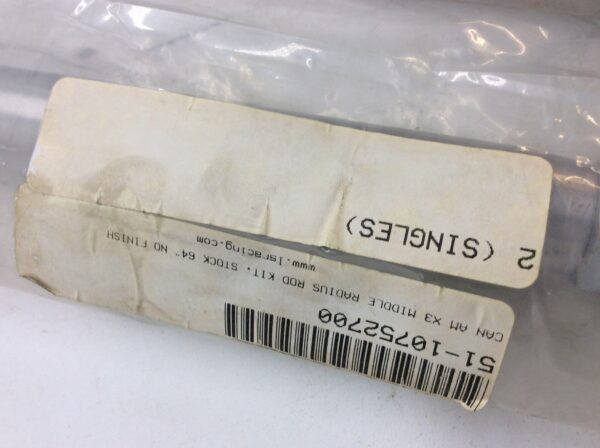 51-10752700
CAN AM X3 MIDDLE RADIUS ROD KIT. STOCK 64" NO FINISH
www.lsracing.com
2 (SINGLES)